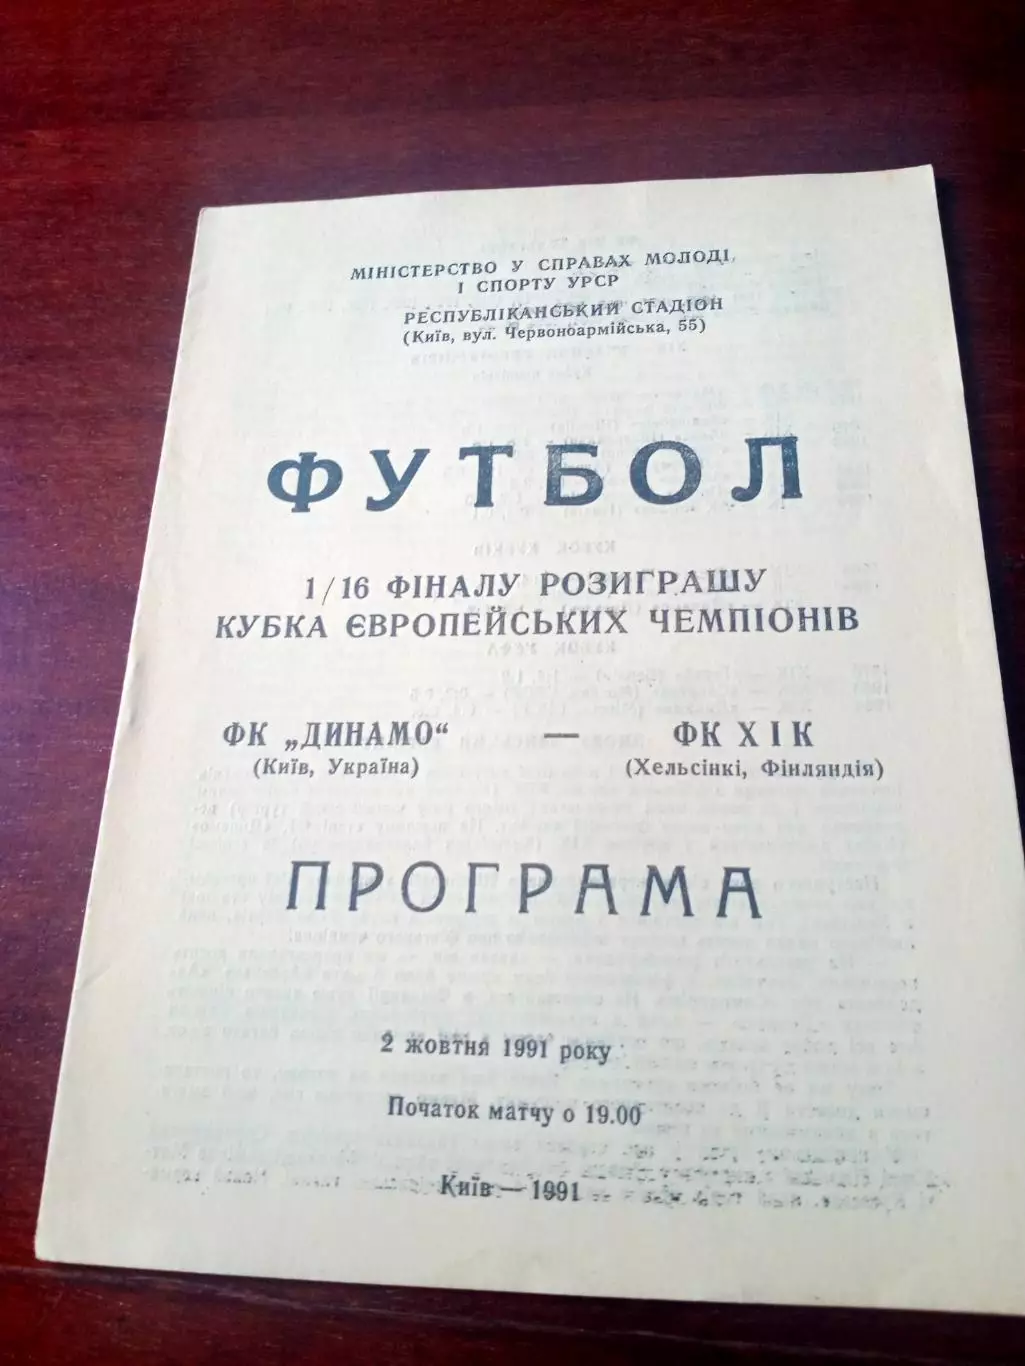 МІНІСТЕРСТВО У СПРАВАХ МОЛОДІ
І СПОРТУ УРСР
РЕСПУБЛІКАНСЬКИЙ СТАДІОН
(Київ, вул. Червоноармійська, 55)
ФУТБОЛ
1/16 ФІНАЛУ РОЗИГРАШУ
КУБКА ЄВРОПЕЙСЬКИХ ЧЕМПІОНІВ
ФК „ДИНАМО“ — ФК ХІК
(Київ, Україна) (Хельсінкі, Фінляндія)
ПРОГРАМА
2 жовтня 1991 року
Початок матчу о 19.00
Київ — 1991